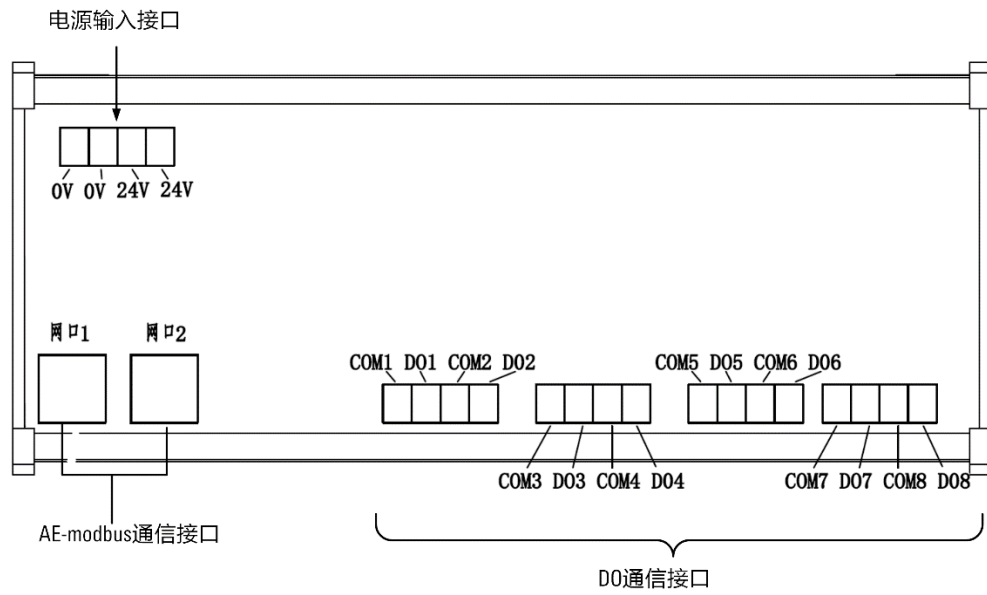 电源输入接口
0V 0V 24V 24V
网口1 网口2
COM1 DO1 COM2 DO2 COM5 DO5 COM6 DO6
COM3 DO3 COM4 DO4 COM7 DO7 COM8 DO8
AE-modbus通信接口
DO通信接口